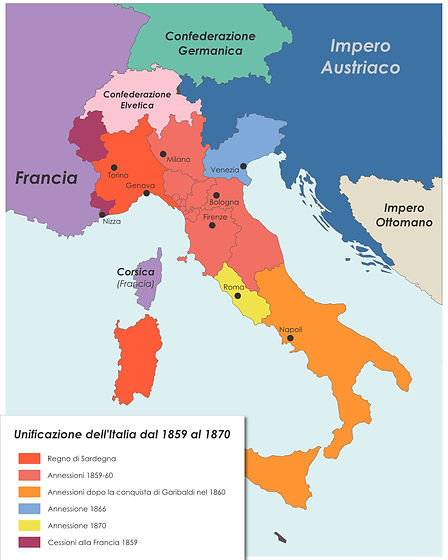 Confederazione
Germanica
Impero
Austriaco
Confederazione
Elvetica
Milano
Venezia
Torino
Francia
Genova
Bologna
Firenze
Nizza
Impero
Ottomano
Corsica
(Francia)
Roma
Napoli
Unificazione dell'Italia dal 1859 al 1870
Regno di Sardegna
Annessioni 1859-60
Annessioni dopo la conquista di Garibaldi nel 1860
Annessione 1866
Annessione 1870
Cessioni alla Francia 1859